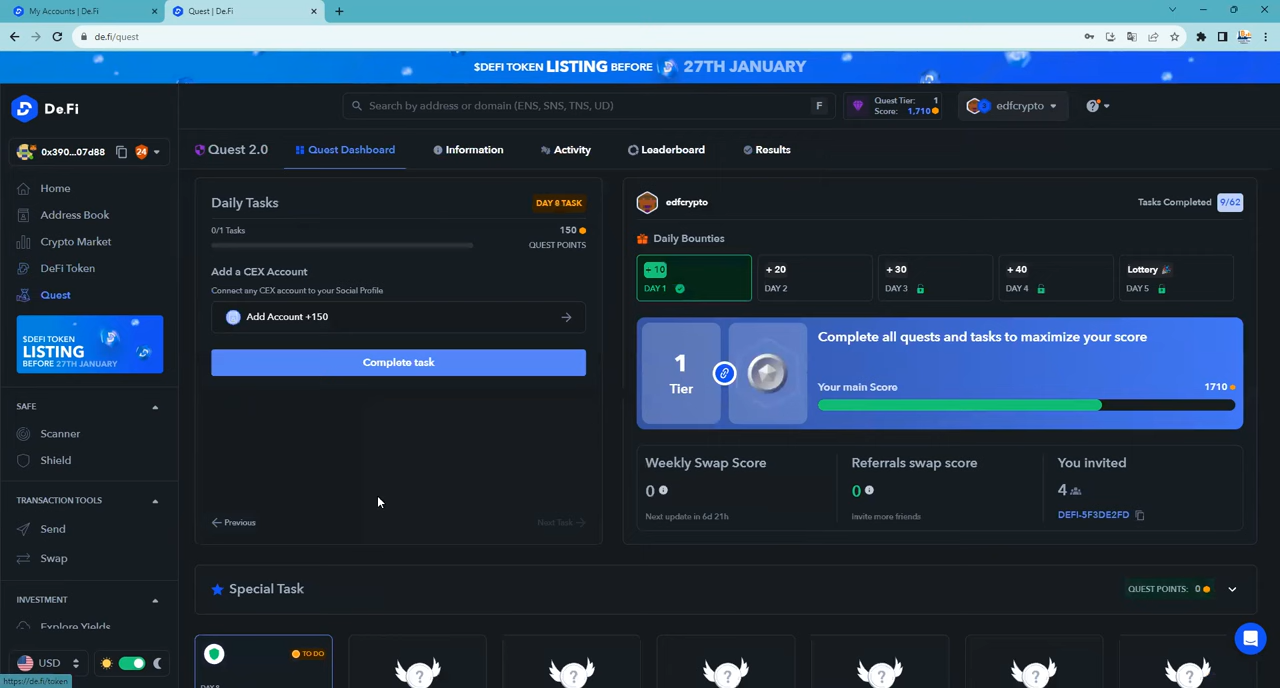 My Accounts | De.Fi
Quest | De.Fi
de.fi/quest
$DEFI TOKEN LISTING BEFORE 27TH JANUARY
De.Fi
Search by address or domain (ENS, SNS, TNS, UD)
F
Quest Tier: 1
Score: 1,710
edfcrypto
?
0x390...07d88
24
Quest 2.0
Quest Dashboard
Information
Activity
Leaderboard
Results
Home
Address Book
Crypto Market
DeFi Token
Quest
$DEFI TOKEN
LISTING
BEFORE 27TH JANUARY
SAFE
Scanner
Shield
TRANSACTION TOOLS
Send
Swap
INVESTMENT
Explore Yields
USD
https://de.fi/token
Daily Tasks
DAY 8 TASK
0/1 Tasks
150
QUEST POINTS
Add a CEX Account
Connect any CEX account to your Social Profile
Add Account +150
Complete task
Previous
Next Task
edfcrypto
Tasks Completed 9/62
Daily Bounties
+ 10
DAY 1
+ 20
DAY 2
+ 30
DAY 3
+ 40
DAY 4
Lottery
DAY 5
1
Tier
Complete all quests and tasks to maximize your score
Your main Score
1710
Weekly Swap Score
0
Next update in 6d 21h
Referrals swap score
0
Invite more friends
You invited
4
DEFI-5F3DE2FD
Special Task
QUEST POINTS: 0
TO DO
DAY 8
? ? ? ? ? ?